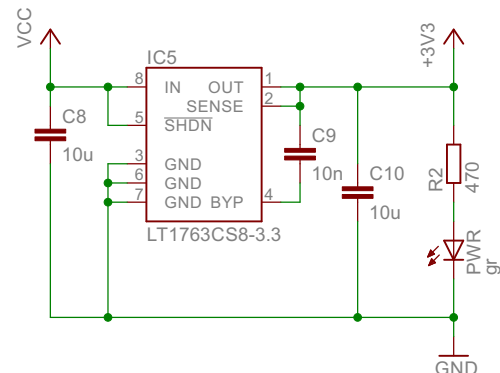 VCC
+3V3
IC5
8 IN OUT 1
SENSE 2
5 SHDN
3 GND
6 GND
7 GND BYP 4
LT1763CS8-3.3
C8
10u
C9
10n
C10
10u
R2
470
PWR
gr
GND